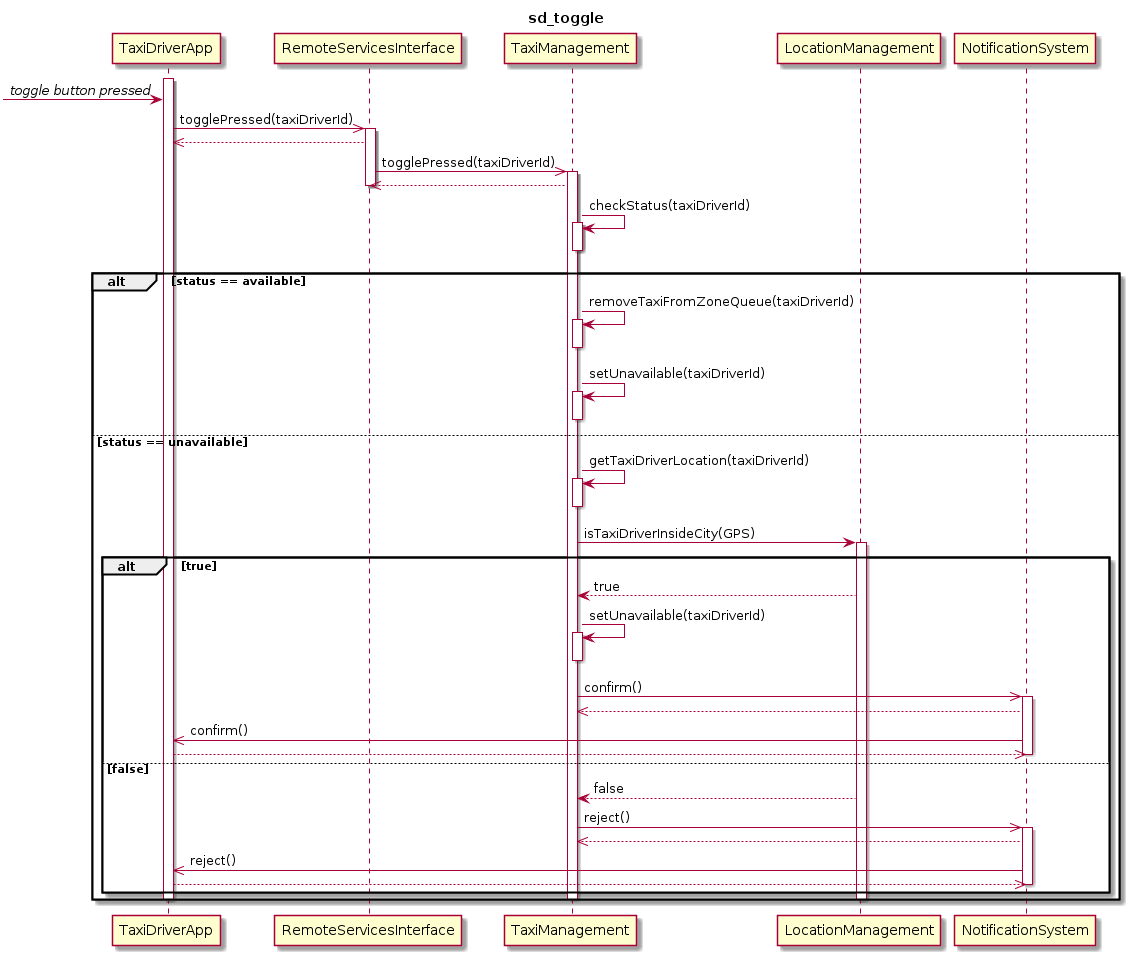 sd_toggle
TaxiDriverApp RemoteServicesInterface TaxiManagement LocationManagement NotificationSystem
toggle button pressed
togglePressed(taxiDriverId)
togglePressed(taxiDriverId)
checkStatus(taxiDriverId)
alt [status == available]
removeTaxiFromZoneQueue(taxiDriverId)
setUnavailable(taxiDriverId)
[status == unavailable]
getTaxiDriverLocation(taxiDriverId)
isTaxiDriverInsideCity(GPS)
alt [true]
true
setUnavailable(taxiDriverId)
confirm()
confirm()
[false]
false
reject()
reject()
TaxiDriverApp RemoteServicesInterface TaxiManagement LocationManagement NotificationSystem